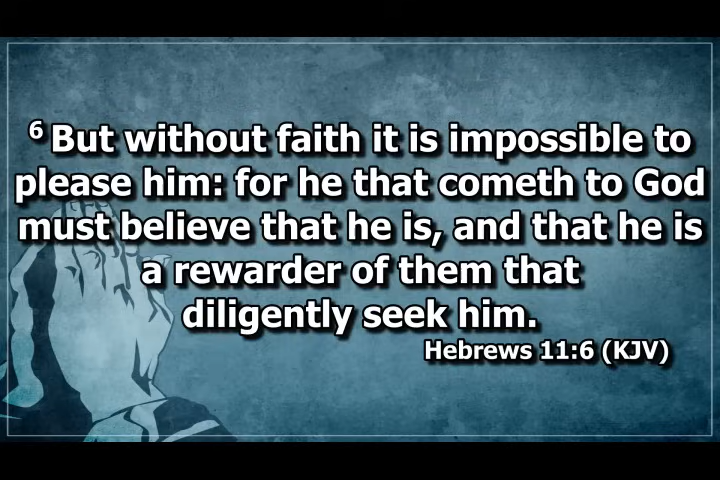 6 But without faith it is impossible to
please him: for he that cometh to God
must believe that he is, and that he is
a rewarder of them that
diligently seek him.
Hebrews 11:6 (KJV)